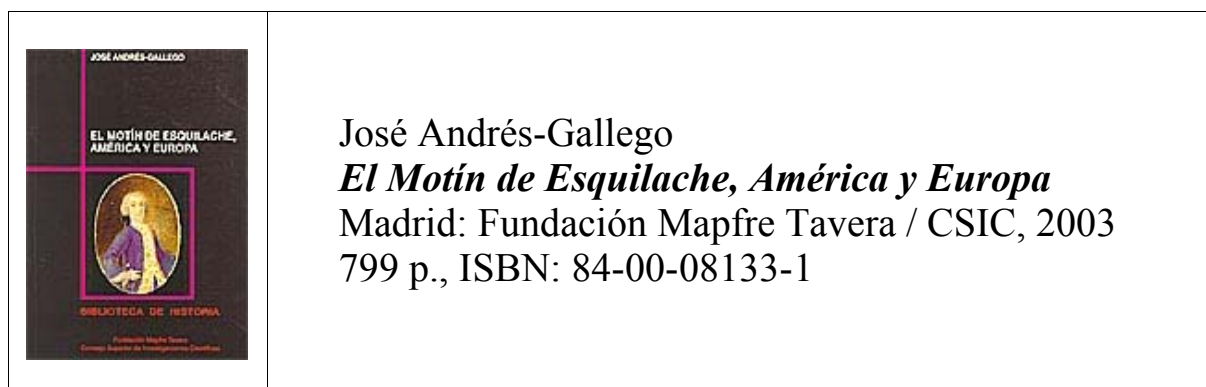 JOSÉ ANDRÉS-GALLEGO
EL MOTÍN DE ESQUILACHE,
AMÉRICA Y EUROPA
BIBLIOTECA DE HISTORIA
Fundación Mapfre Tavera
Consejo Superior de Investigaciones Científicas
José Andrés-Gallego
El Motín de Esquilache, América y Europa
Madrid: Fundación Mapfre Tavera / CSIC, 2003
799 p., ISBN: 84-00-08133-1